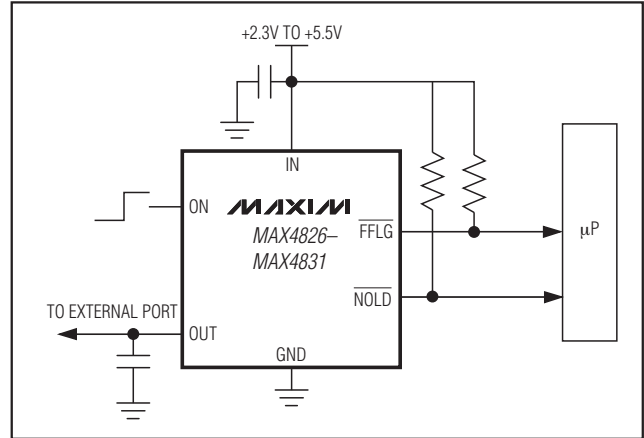 +2.3V TO +5.5V
IN
ON
MAXIM
MAX4826–
MAX4831
FFLG
μP
NOLD
TO EXTERNAL PORT
OUT
GND